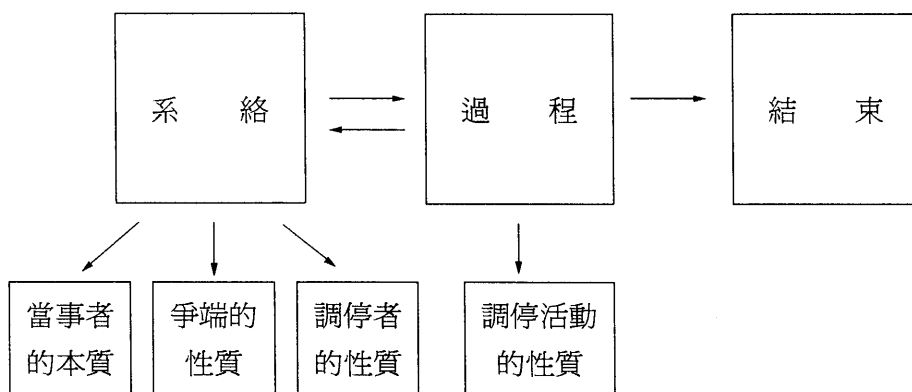 系 絡
過 程
結 束
當事者
的本質
爭端的
性質
調停者
的性質
調停活動
的性質